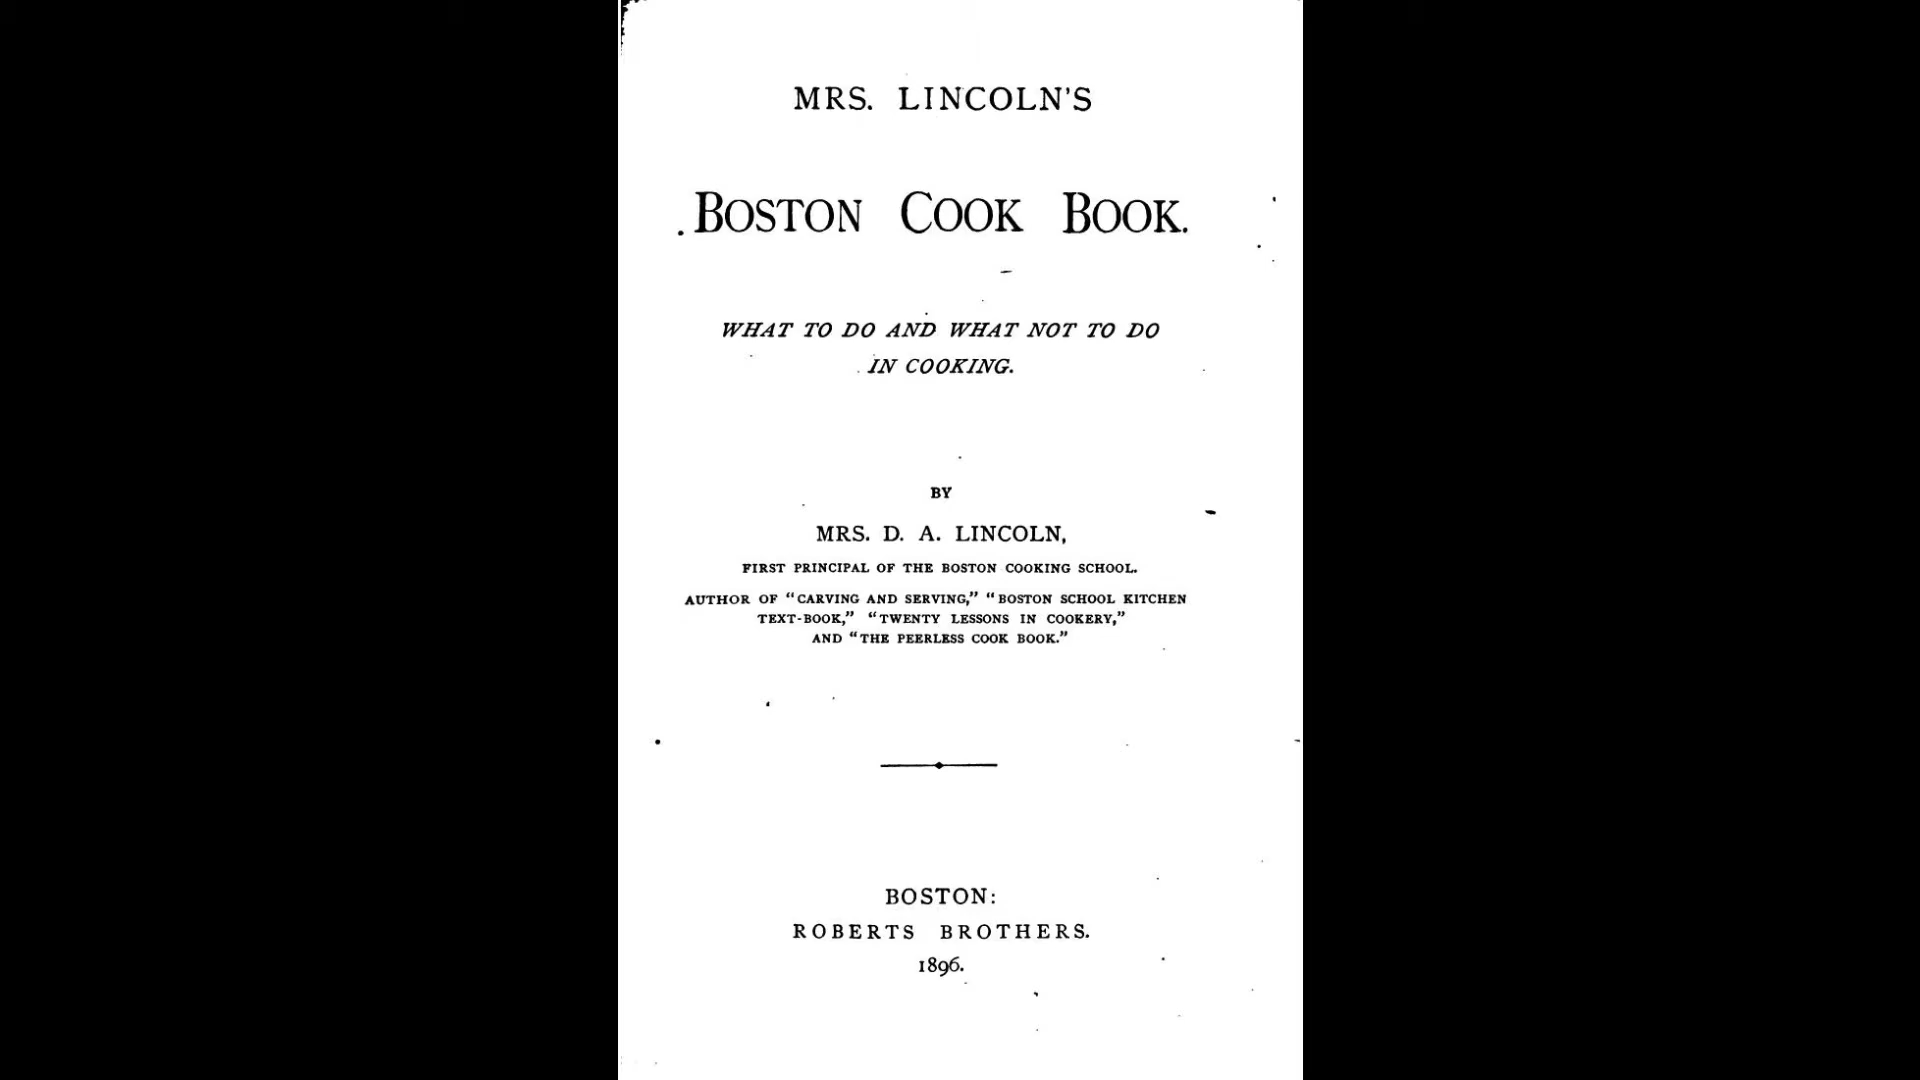 MRS. LINCOLN'S
BOSTON COOK BOOK.
WHAT TO DO AND WHAT NOT TO DO
IN COOKING.
BY
MRS. D. A. LINCOLN,
FIRST PRINCIPAL OF THE BOSTON COOKING SCHOOL.
AUTHOR OF "CARVING AND SERVING," "BOSTON SCHOOL KITCHEN
TEXT-BOOK," "TWENTY LESSONS IN COOKERY,"
AND "THE PEERLESS COOK BOOK."
BOSTON:
ROBERTS BROTHERS.
1896.